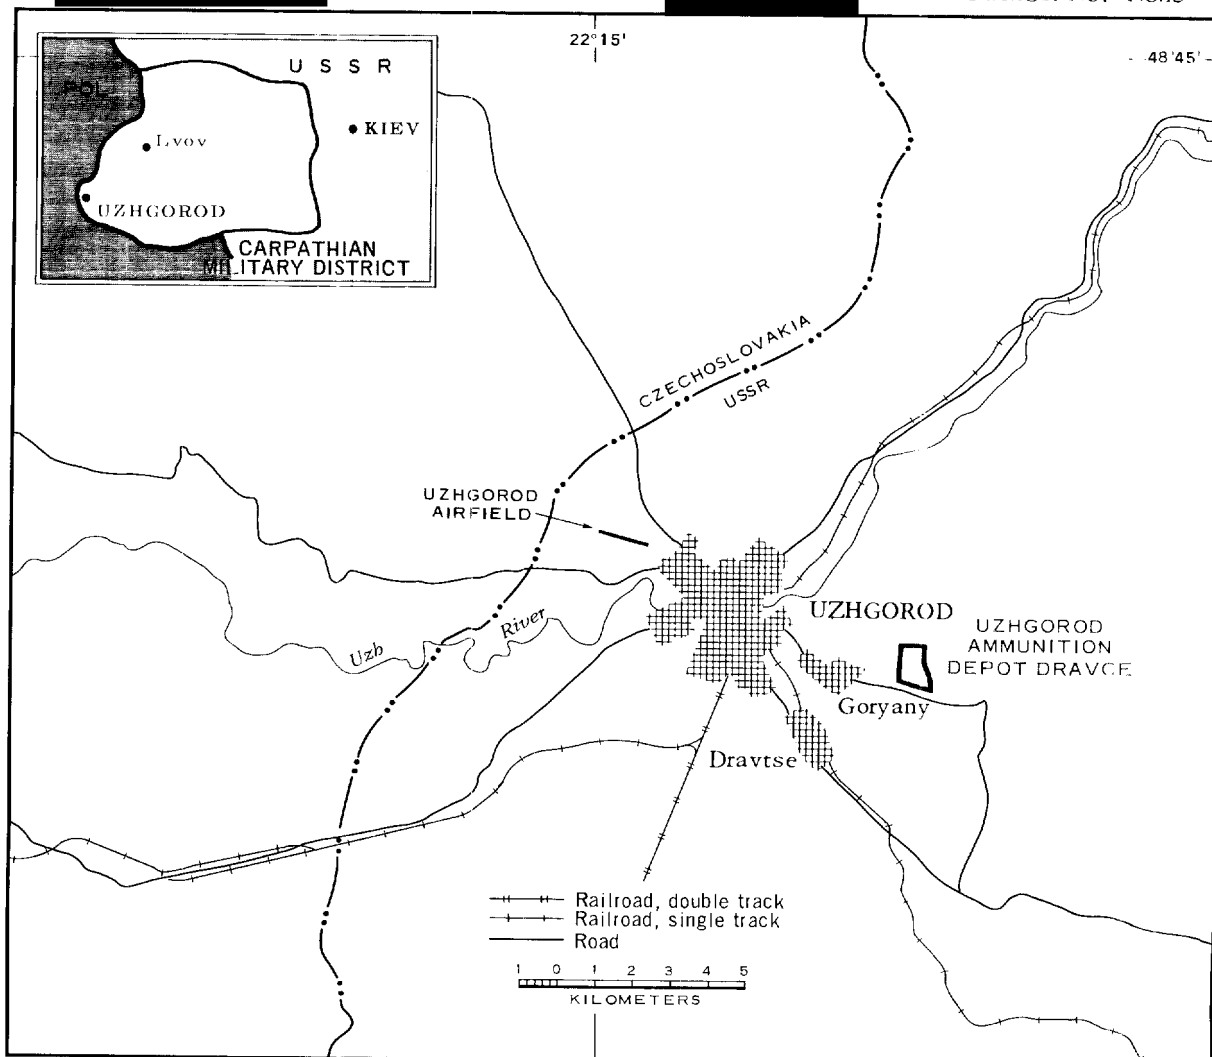 22°15'
48°45'
USSR
POL
KIEV
Lvov
UZHGOROD
CARPATHIAN
MILITARY DISTRICT
CZECHOSLOVAKIA
USSR
UZHGOROD
AIRFIELD
Uzh River
UZHGOROD
UZHGOROD
AMMUNITION
DEPOT DRAVCE
Goryany
Dravtse
Railroad, double track
Railroad, single track
Road
1 0 1 2 3 4 5
KILOMETERS